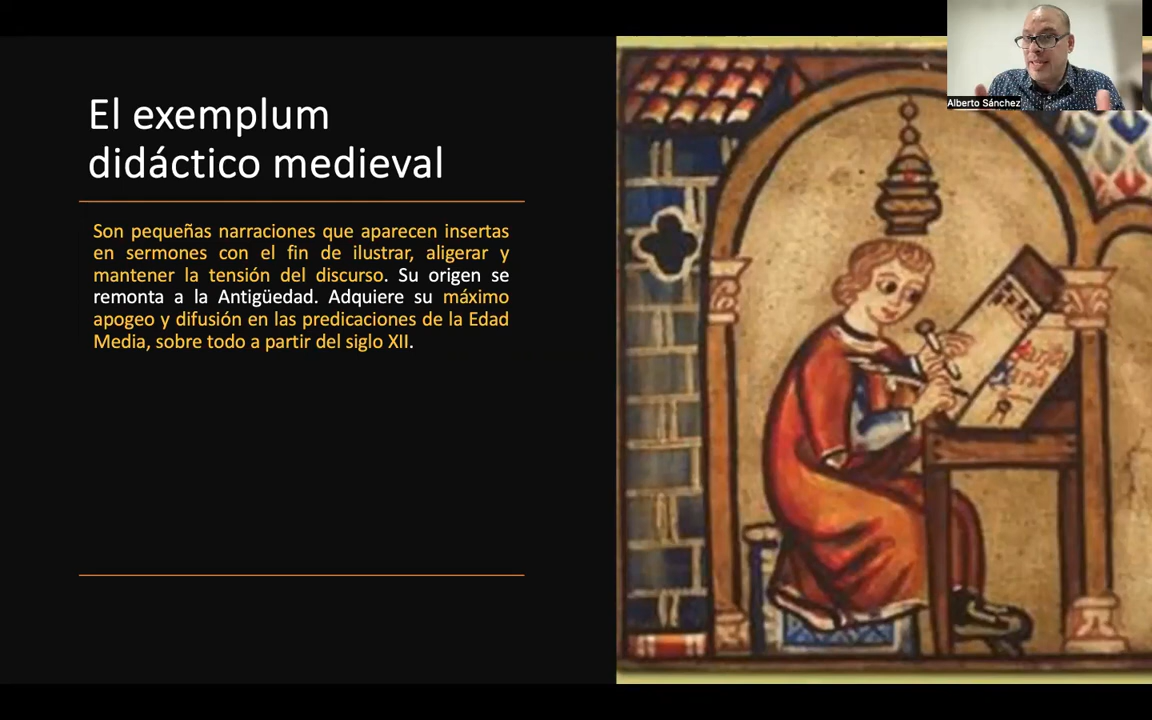 El exemplum
didáctico medieval
Son pequeñas narraciones que aparecen insertas
en sermones con el fin de ilustrar, aligerar y
mantener la tensión del discurso. Su origen se
remonta a la Antigüedad. Adquiere su máximo
apogeo y difusión en las predicaciones de la Edad
Media, sobre todo a partir del siglo XII.
Alberto Sánchez